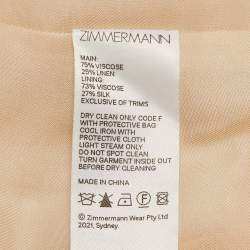 ZIMMERMANN
MAIN:
75% VISCOSE
25% LINEN
LINING:
73% VISCOSE
27% SILK
EXCLUSIVE OF TRIMS
DRY CLEAN ONLY CODE F
WITH PROTECTIVE BAG
COOL IRON WITH
PROTECTIVE CLOTH
LIGHT STEAM ONLY
DO NOT SPOT CLEAN
TURN GARMENT INSIDE OUT
BEFORE DRY CLEANING
MADE IN CHINA
© Zimmermann Wear Pty Ltd
2021, Sydney.